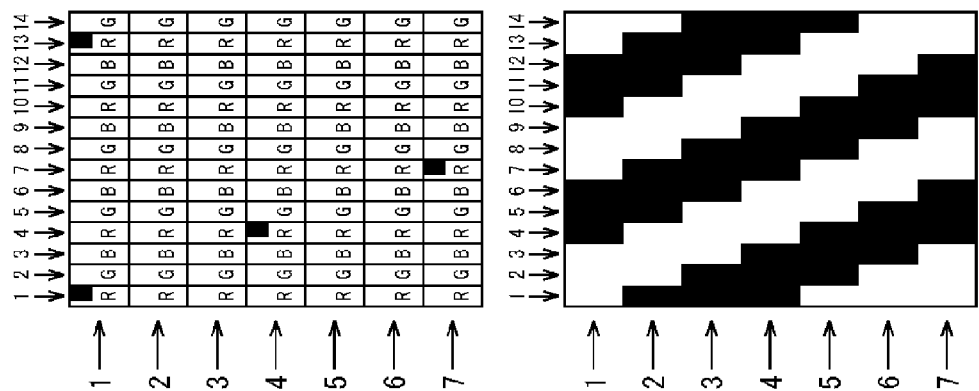 1 2 3 4 5 6 7 8 9 10 11 12 13 14
1 R G B R G B R G B R G B R G
2 R G B R G B R G B R G B R G
3 R G B R G B R G B R G B R G
4 R G B R G B R G B R G B R G
5 R G B R G B R G B R G B R G
6 R G B R G B R G B R G B R G
7 R G B R G B R G B R G B R G
1 2 3 4 5 6 7 8 9 10 11 12 13 14
1
2
3
4
5
6
7